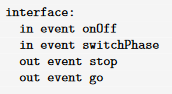 interface:
in event onOff
in event switchPhase
out event stop
out event go